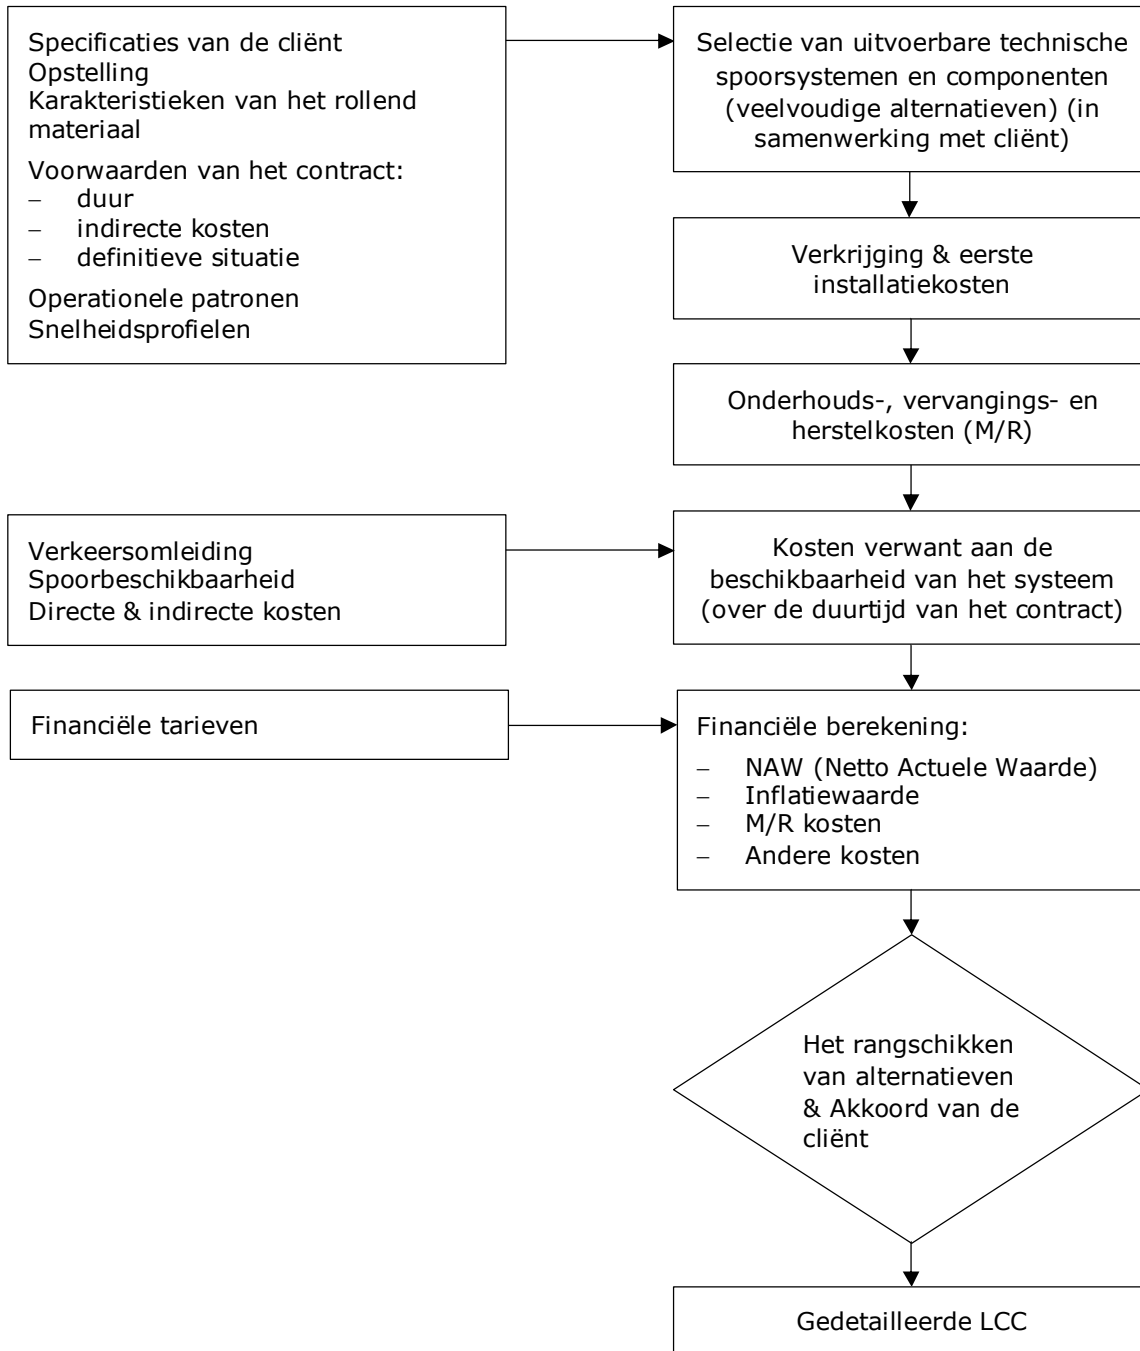 Specificaties van de cliënt
Opstelling
Karakteristieken van het rollend
materiaal
Voorwaarden van het contract:
– duur
– indirecte kosten
– definitieve situatie
Operationele patronen
Snelheidsprofielen
Selectie van uitvoerbare technische
spoorsystemen en componenten
(veelvoudige alternatieven) (in
samenwerking met cliënt)
Verkrijging & eerste
installatiekosten
Onderhouds-, vervangings- en
herstelkosten (M/R)
Verkeersomleiding
Spoorbeschikbaarheid
Directe & indirecte kosten
Kosten verwant aan de
beschikbaarheid van het systeem
(over de duurtijd van het contract)
Financiële tarieven
Financiële berekening:
– NAW (Netto Actuele Waarde)
– Inflatiewaarde
– M/R kosten
– Andere kosten
Het rangschikken
van alternatieven
& Akkoord van de
cliënt
Gedetailleerde LCC